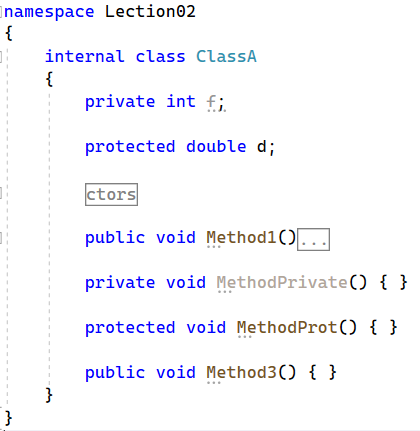 namespace Lection02
{
internal class ClassA
{
private int f;
protected double d;
ctors
public void Method1()...
private void MethodPrivate() { }
protected void MethodProt() { }
public void Method3() { }
}
}